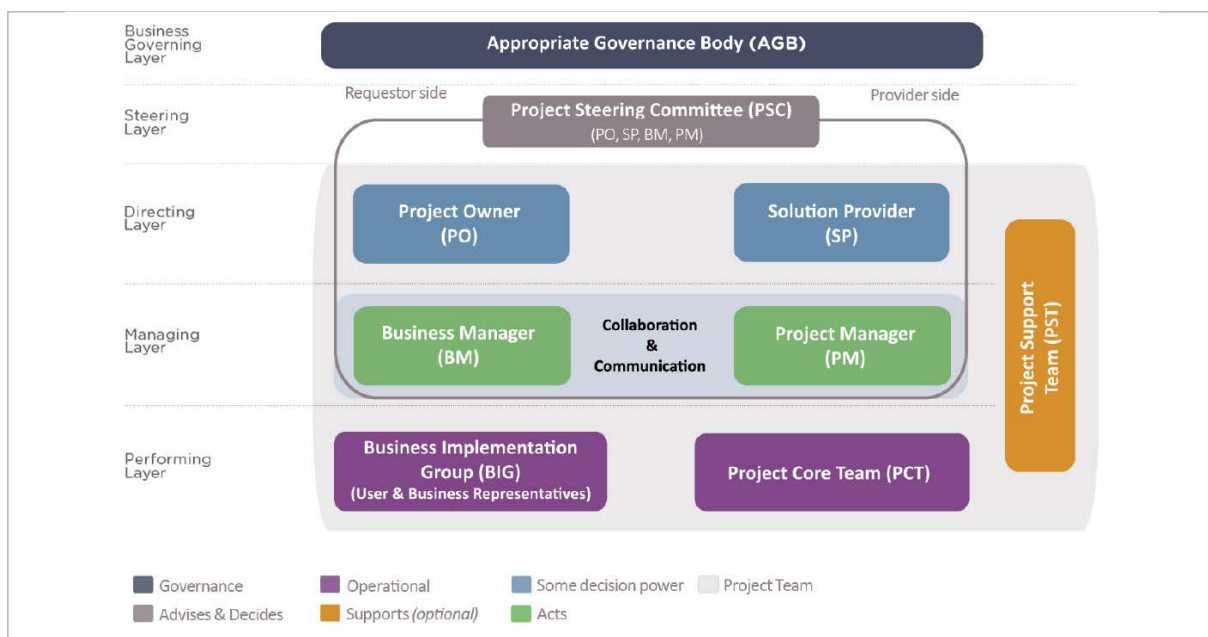 Business
Governing
Layer
Appropriate Governance Body (AGB)
Requestor side
Provider side
Steering
Layer
Project Steering Committee (PSC)
(PO, SP, BM, PM)
Directing
Layer
Project Owner
(PO)
Solution Provider
(SP)
Managing
Layer
Business Manager
(BM)
Collaboration
&
Communication
Project Manager
(PM)
Project Support
Team (PST)
Performing
Layer
Business Implementation
Group (BIG)
(User & Business Representatives)
Project Core Team (PCT)
Governance
Operational
Some decision power
Project Team
Advises & Decides
Supports (optional)
Acts